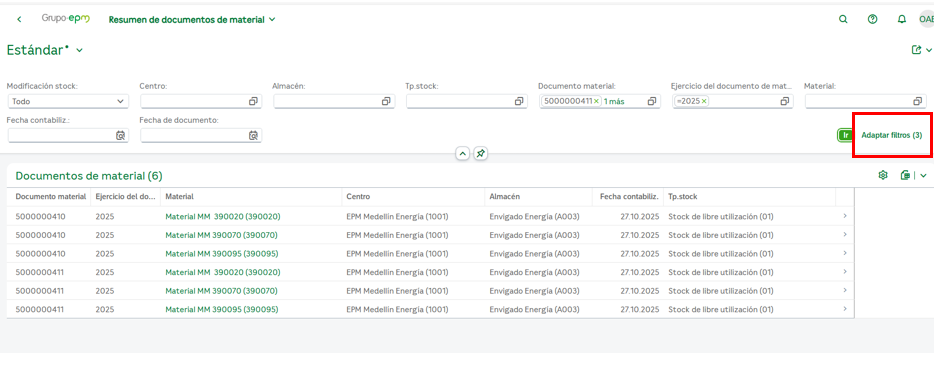 Grupo·epm Resumen de documentos de material OAE
Estándar*
Modificación stock: Centro: Almacén: Tp.stock: Documento material: Ejercicio del documento de mat... Material:
Todo 5000000411 1 más =2025
Fecha contabiliz.: Fecha de documento:
Ir Adaptar filtros (3)
Documentos de material (6)
Documento material Ejercicio del do... Material Centro Almacén Fecha contabiliz. Tp.stock
5000000410 2025 Material MM 390020 (390020) EPM Medellín Energía (1001) Envigado Energía (A003) 27.10.2025 Stock de libre utilización (01)
5000000410 2025 Material MM 390070 (390070) EPM Medellín Energía (1001) Envigado Energía (A003) 27.10.2025 Stock de libre utilización (01)
5000000410 2025 Material MM 390095 (390095) EPM Medellín Energía (1001) Envigado Energía (A003) 27.10.2025 Stock de libre utilización (01)
5000000411 2025 Material MM 390020 (390020) EPM Medellín Energía (1001) Envigado Energía (A003) 27.10.2025 Stock de libre utilización (01)
5000000411 2025 Material MM 390070 (390070) EPM Medellín Energía (1001) Envigado Energía (A003) 27.10.2025 Stock de libre utilización (01)
5000000411 2025 Material MM 390095 (390095) EPM Medellín Energía (1001) Envigado Energía (A003) 27.10.2025 Stock de libre utilización (01)